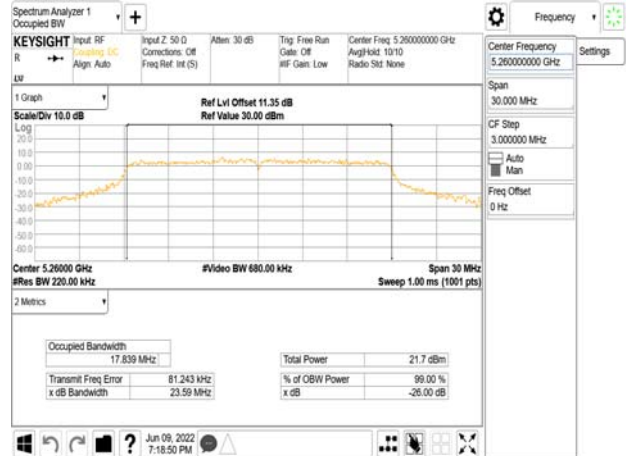 Spectrum Analyzer 1
Occupied BW
Frequency
KEYSIGHT
R
Input: RF
Coupling: DC
Align: Auto
Input Z: 50 Ω
Corrections: Off
Freq Ref: Int (S)
Atten: 30 dB
Trig: Free Run
Gate: Off
#IF Gain: Low
Center Freq: 5.260000000 GHz
Avg|Hold: 10/10
Radio Std: None
Center Frequency
5.260000000 GHz
Settings
Span
30.000 MHz
CF Step
3.000000 MHz
Auto
Man
Freq Offset
0 Hz
1 Graph
Scale/Div 10.0 dB
Ref Lvl Offset 11.35 dB
Ref Value 30.00 dBm
Log
20.0
10.0
0.00
-10.0
-20.0
-30.0
-40.0
-50.0
-60.0
Center 5.26000 GHz
#Res BW 220.00 kHz
#Video BW 680.00 kHz
Span 30 MHz
Sweep 1.00 ms (1001 pts)
2 Metrics
Occupied Bandwidth
17.839 MHz
Transmit Freq Error 81.243 kHz
x dB Bandwidth 23.59 MHz
Total Power 21.7 dBm
% of OBW Power 99.00 %
x dB -26.00 dB
?
Jun 09, 2022
7:18:50 PM